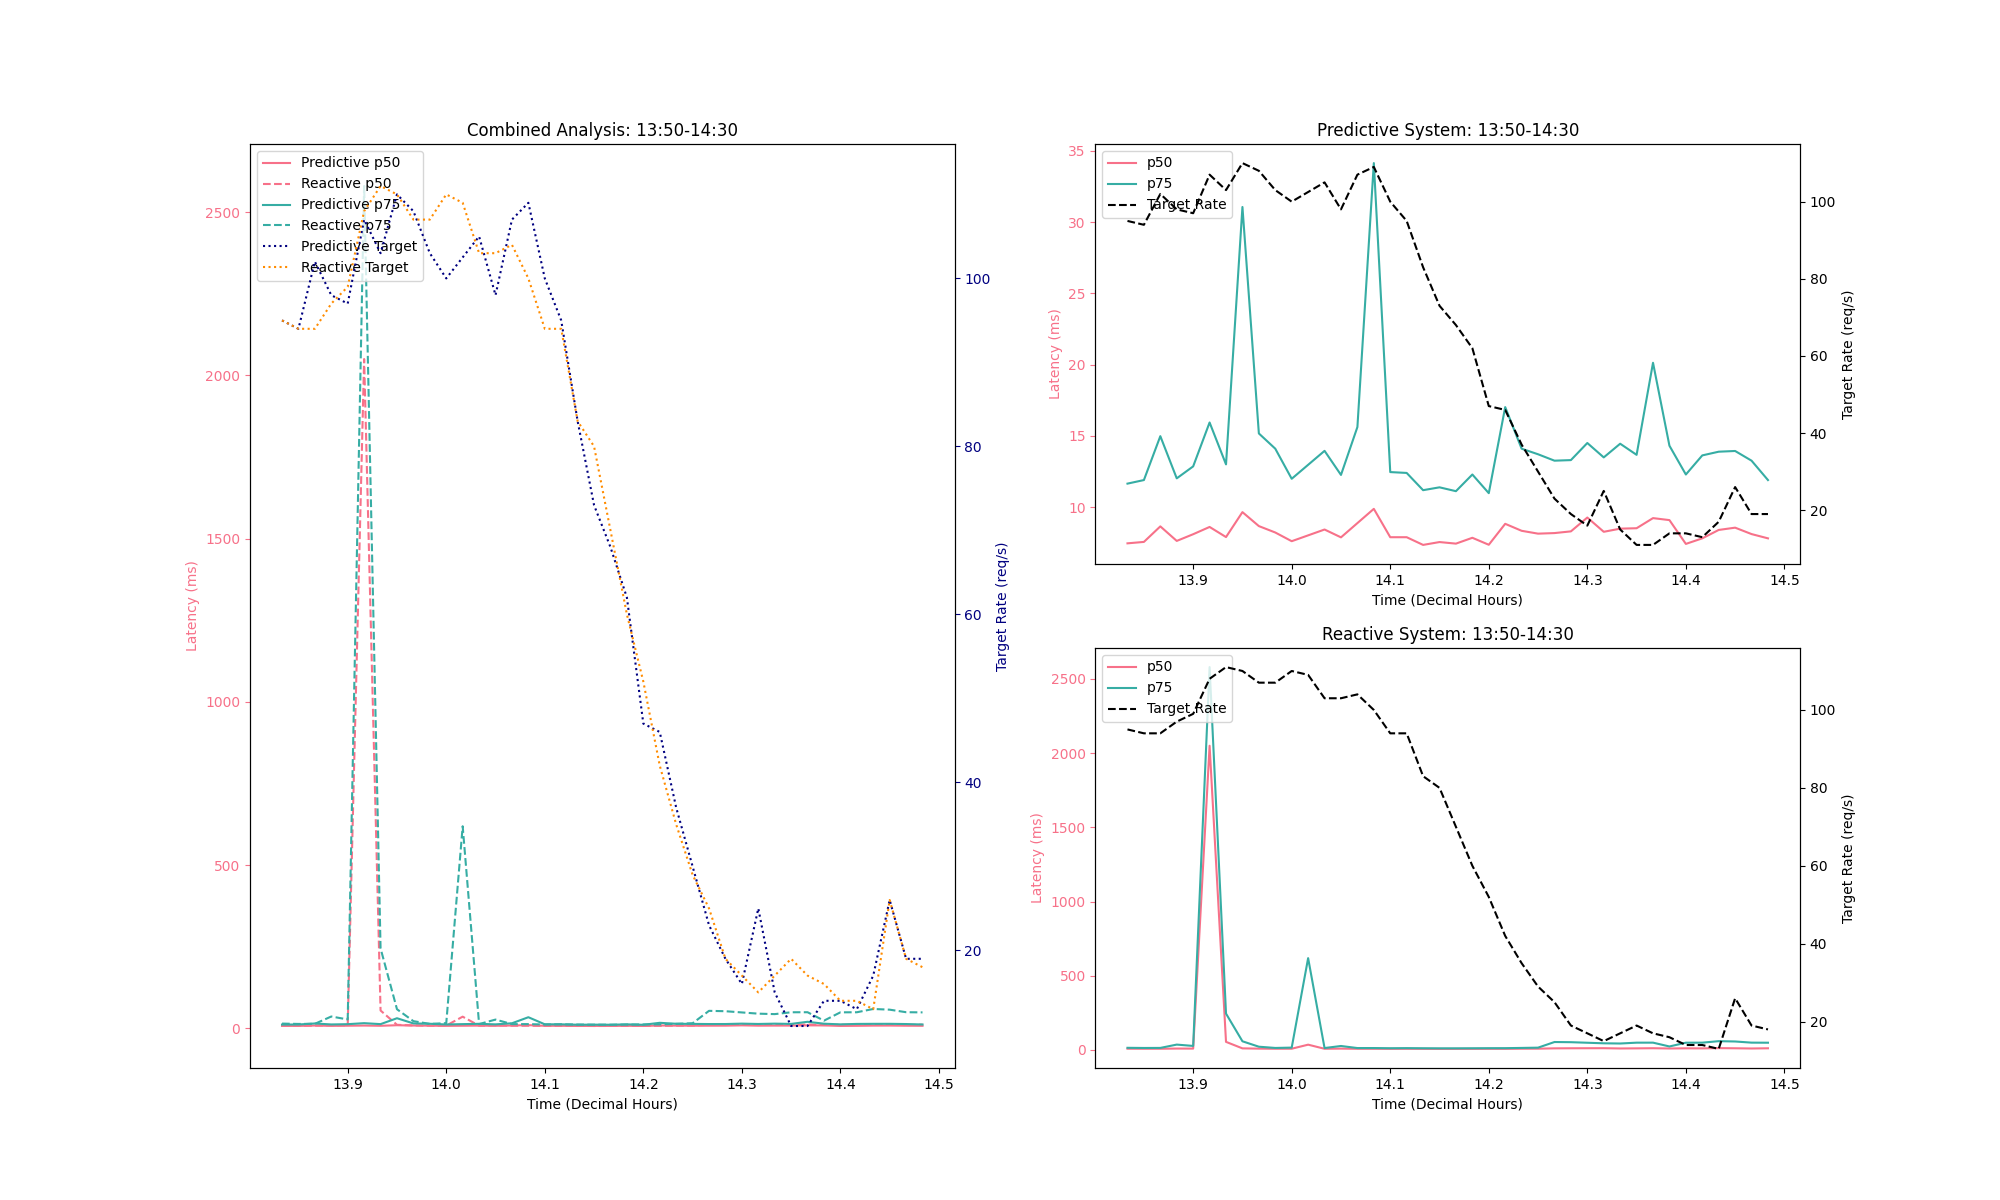 Combined Analysis: 13:50-14:30
Predictive p50
Reactive p50
Predictive p75
Reactive p75
Predictive Target
Reactive Target
2500
2000
1500
1000
500
0
Latency (ms)
100
80
60
40
20
Target Rate (req/s)
13.9 14.0 14.1 14.2 14.3 14.4 14.5
Time (Decimal Hours)
Predictive System: 13:50-14:30
p50
p75
Target Rate
35
30
25
20
15
10
Latency (ms)
100
80
60
40
20
Target Rate (req/s)
13.9 14.0 14.1 14.2 14.3 14.4 14.5
Time (Decimal Hours)
Reactive System: 13:50-14:30
p50
p75
Target Rate
2500
2000
1500
1000
500
0
Latency (ms)
100
80
60
40
20
Target Rate (req/s)
13.9 14.0 14.1 14.2 14.3 14.4 14.5
Time (Decimal Hours)